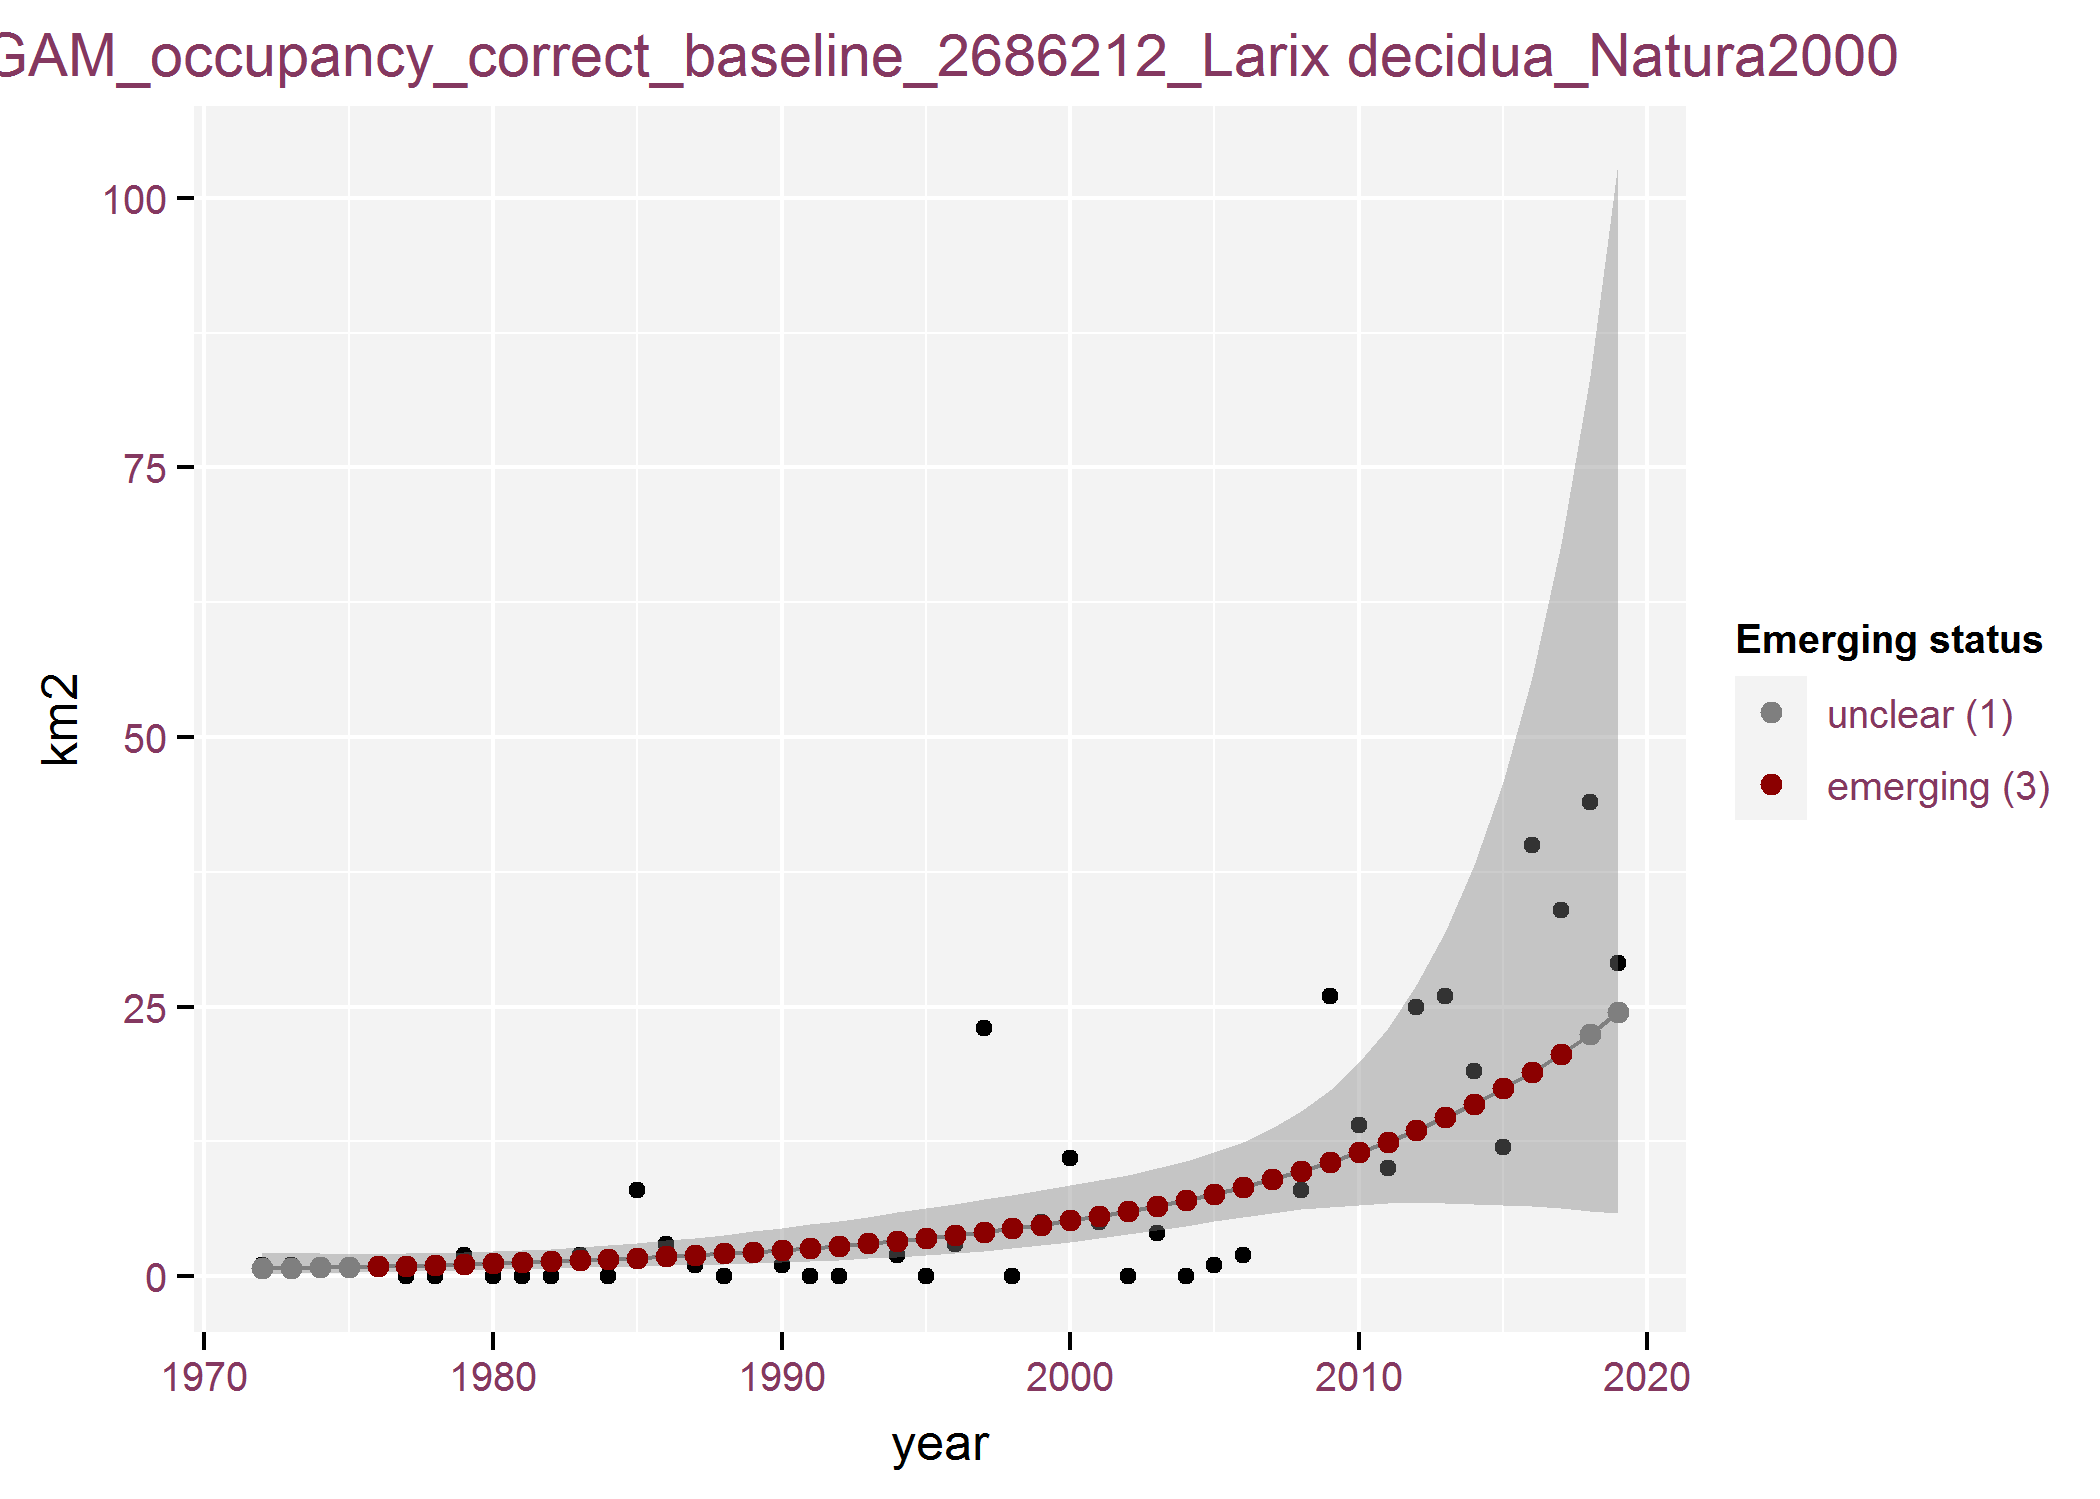 GAM_occupancy_correct_baseline_2686212_Larix decidua_Natura2000
100
75
50
25
0
km2
1970 1980 1990 2000 2010 2020
year
Emerging status
unclear (1)
emerging (3)